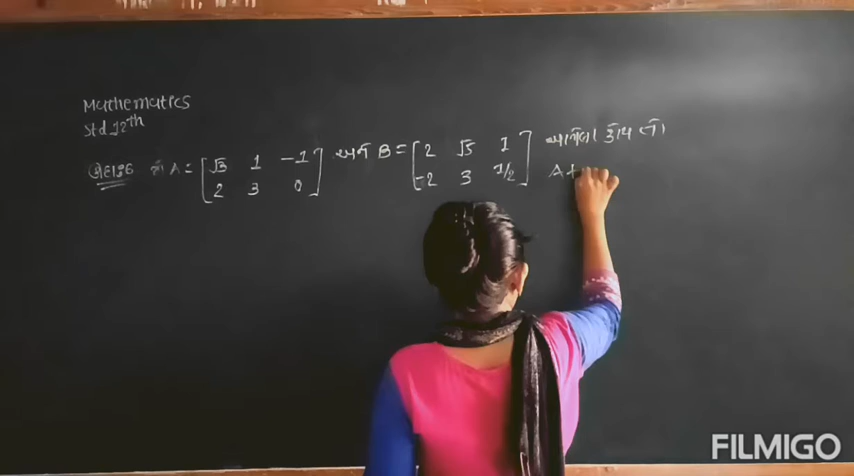 Mathematics
Std 12th
ઉદાહરણ જો A = [√3 1 -1 અને B = [2 √5 1 આપેલા હોય તો
2 3 0] -2 3 1/2] A+
FILMIGO